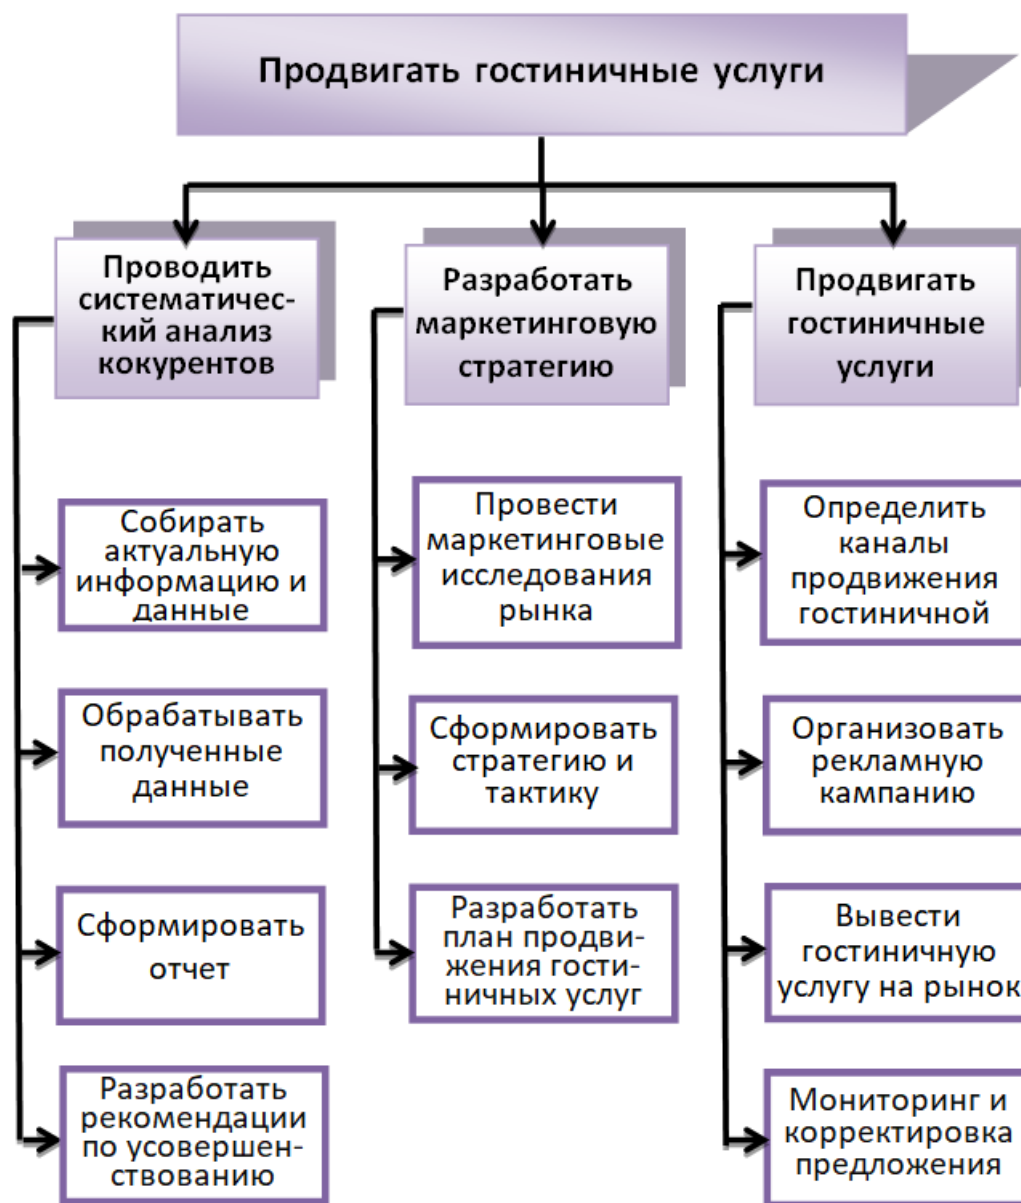 Продвигать гостиничные услуги
Проводить
систематичес-
кий анализ
кокурентов
Собирать
актуальную
информацию и
данные
Обрабатывать
полученные
данные
Сформировать
отчет
Разработать
рекомендации
по усовершен-
ствованию
Разработать
маркетинговую
стратегию
Провести
маркетинговые
исследования
рынка
Сформировать
стратегию и
тактику
Разработать
план продви-
жения гости-
ничных услуг
Продвигать
гостиничные
услуги
Определить
каналы
продвижения
гостиничной
Организовать
рекламную
кампанию
Вывести
гостиничную
услугу на рынок
Мониторинг и
корректировка
предложения